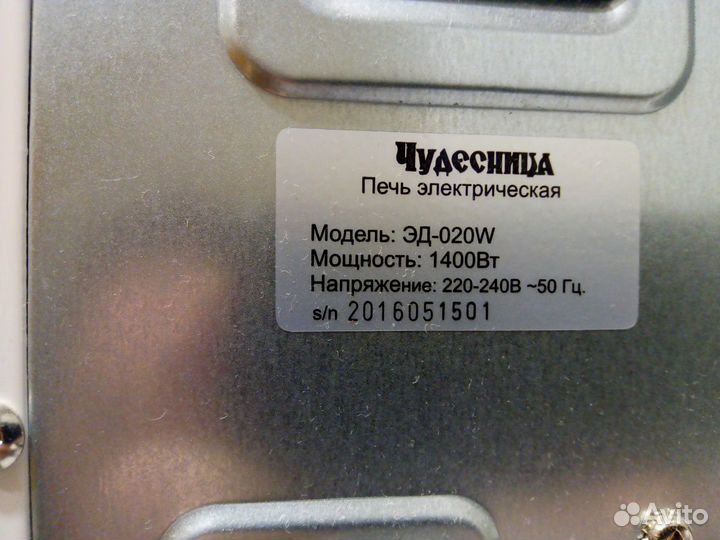 Чудесница
Печь электрическая
Модель: ЭД-020W
Мощность: 1400Вт
Напряжение: 220-240В ~50 Гц.
s/n 2016051501
Avito